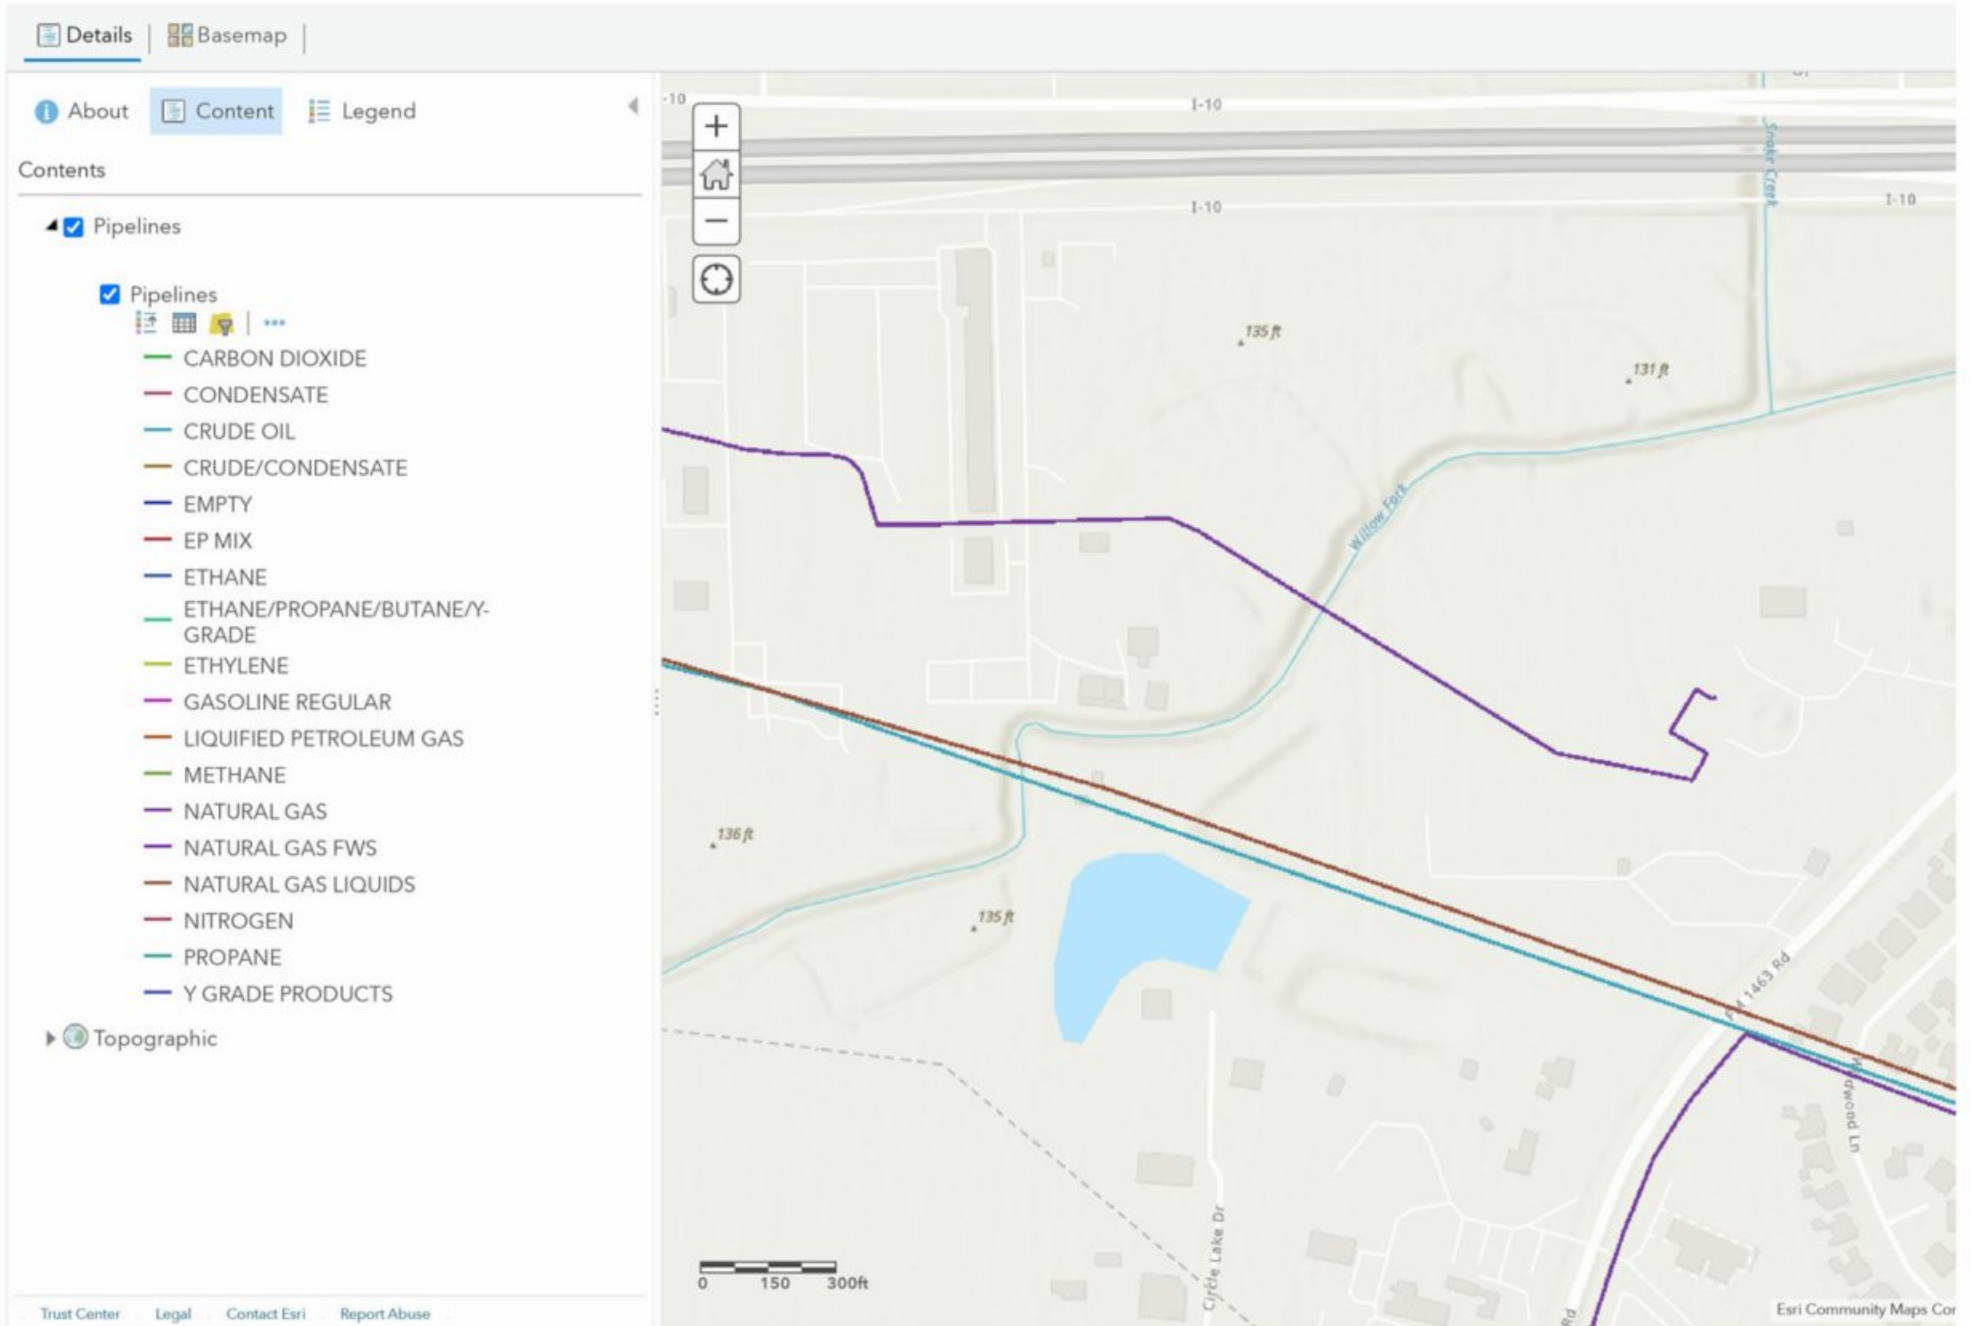 Details
Basemap
About
Content
Legend
Contents
Pipelines
Pipelines
CARBON DIOXIDE
CONDENSATE
CRUDE OIL
CRUDE/CONDENSATE
EMPTY
EP MIX
ETHANE
ETHANE/PROPANE/BUTANE/Y-
GRADE
ETHYLENE
GASOLINE REGULAR
LIQUIFIED PETROLEUM GAS
METHANE
NATURAL GAS
NATURAL GAS FWS
NATURAL GAS LIQUIDS
NITROGEN
PROPANE
Y GRADE PRODUCTS
Topographic
Trust Center
Legal
Contact Esri
Report Abuse
-10
I-10
I-10
I-10
Snake Creek
135 ft
131 ft
Willow Fork
136 ft
135 ft
FM 1463 Rd
Circle Lake Dr
Rd
0 150 300ft
Esri Community Maps Cor